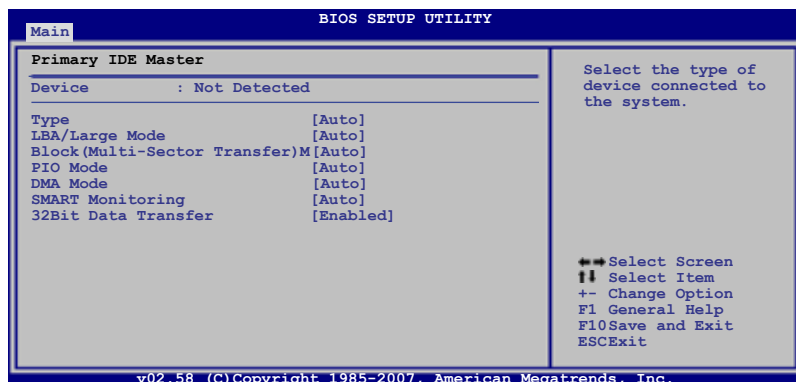 BIOS SETUP UTILITY
Main
Primary IDE Master
Device : Not Detected
Type [Auto]
LBA/Large Mode [Auto]
Block(Multi-Sector Transfer)M[Auto]
PIO Mode [Auto]
DMA Mode [Auto]
SMART Monitoring [Auto]
32Bit Data Transfer [Enabled]
Select the type of
device connected to
the system.
Select Screen
Select Item
+- Change Option
F1 General Help
F10Save and Exit
ESCExit
v02.58 (C)Copyright 1985-2007, American Megatrends, Inc.